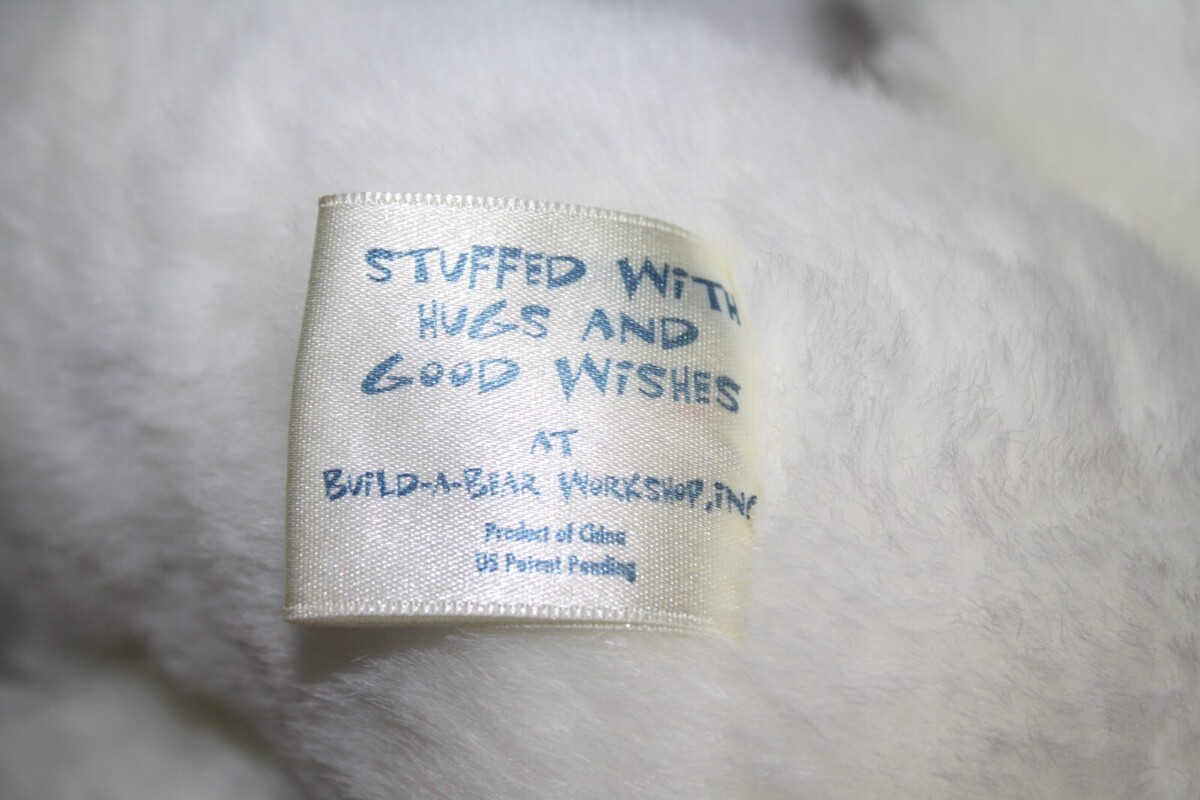 STUFFED WiTH
HUGS AND
GOOD WiSHES
AT
BUiLD-A-BEAR WORKSHOP, iNC
Product of China
US Patent Pending